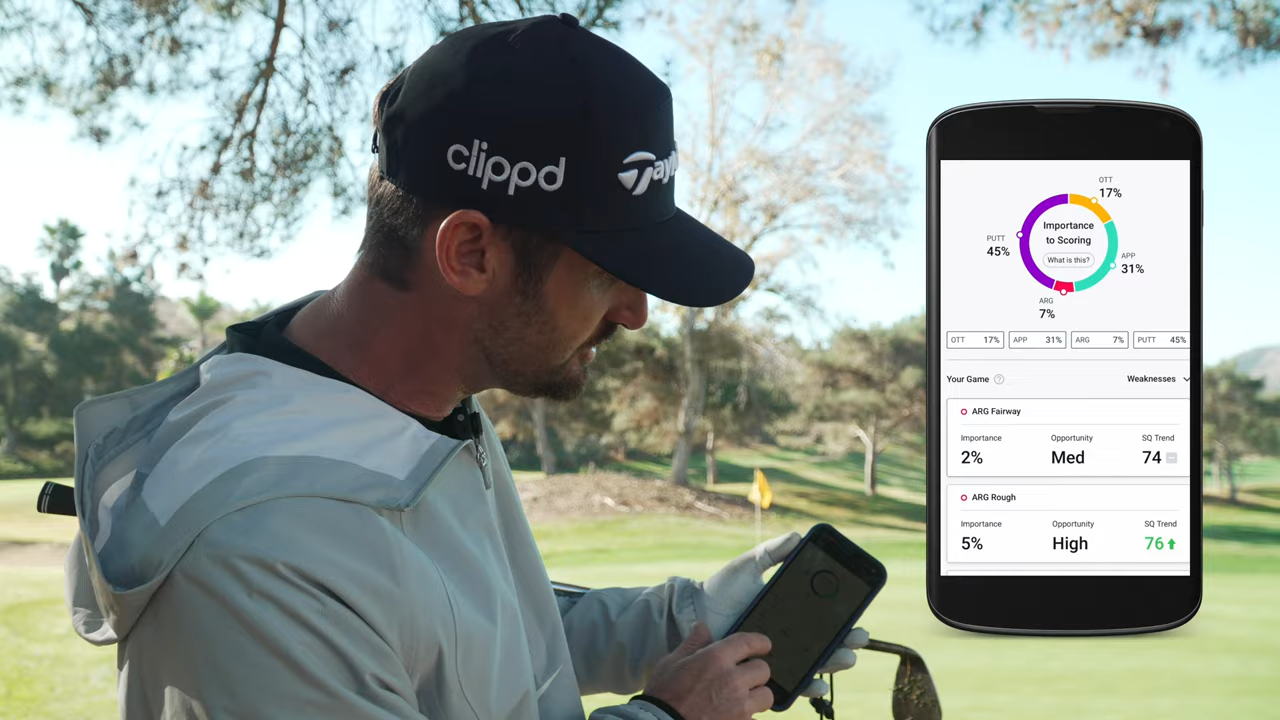 clippd
OTT
17%
Importance
to Scoring
What is this?
PUTT
45%
APP
31%
ARG
7%
OTT 17%
APP 31%
ARG 7%
PUTT 45%
Your Game ?
Weaknesses
ARG Fairway
Importance Opportunity SQ Trend
2% Med 74
ARG Rough
Importance Opportunity SQ Trend
5% High 76